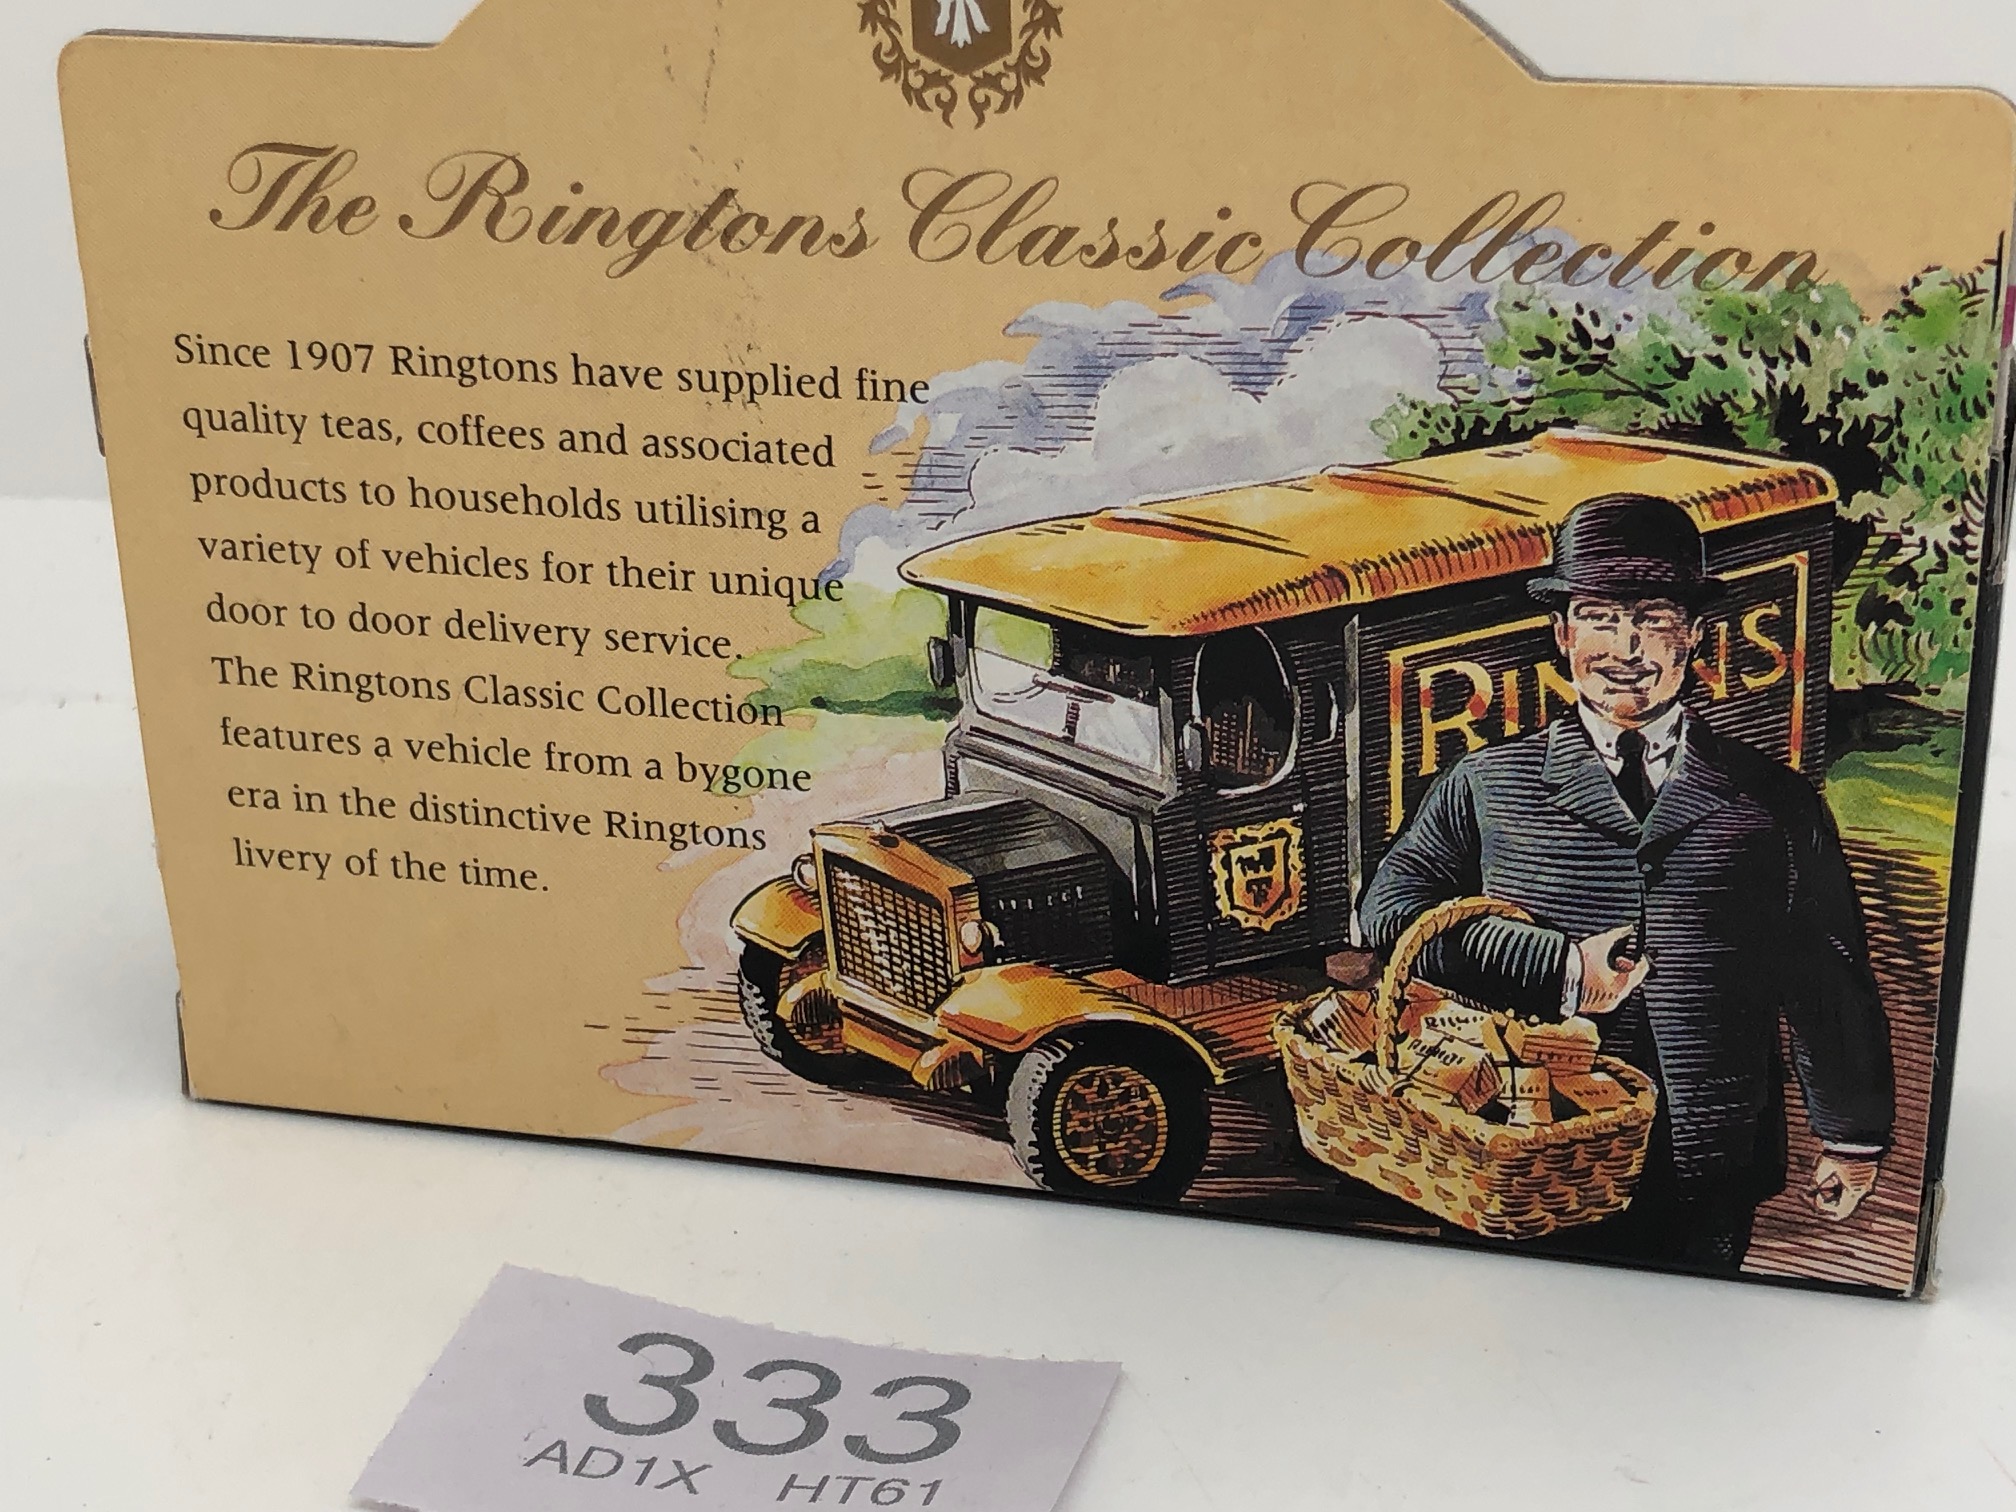 The Ringtons Classic Collection
Since 1907 Ringtons have supplied fine
quality teas, coffees and associated
products to households utilising a
variety of vehicles for their unique
door to door delivery service.
The Ringtons Classic Collection
features a vehicle from a bygone
era in the distinctive Ringtons
livery of the time.
RIN NS
333
AD1X HT61